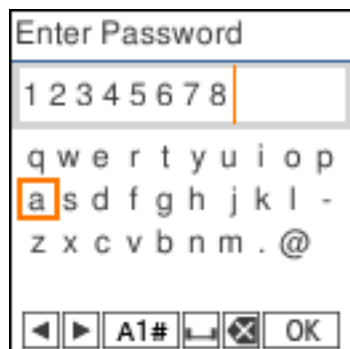 Enter Password
12345678
q w e r t y u i o p
a s d f g h j k l -
z x c v b n m . @
A1# OK